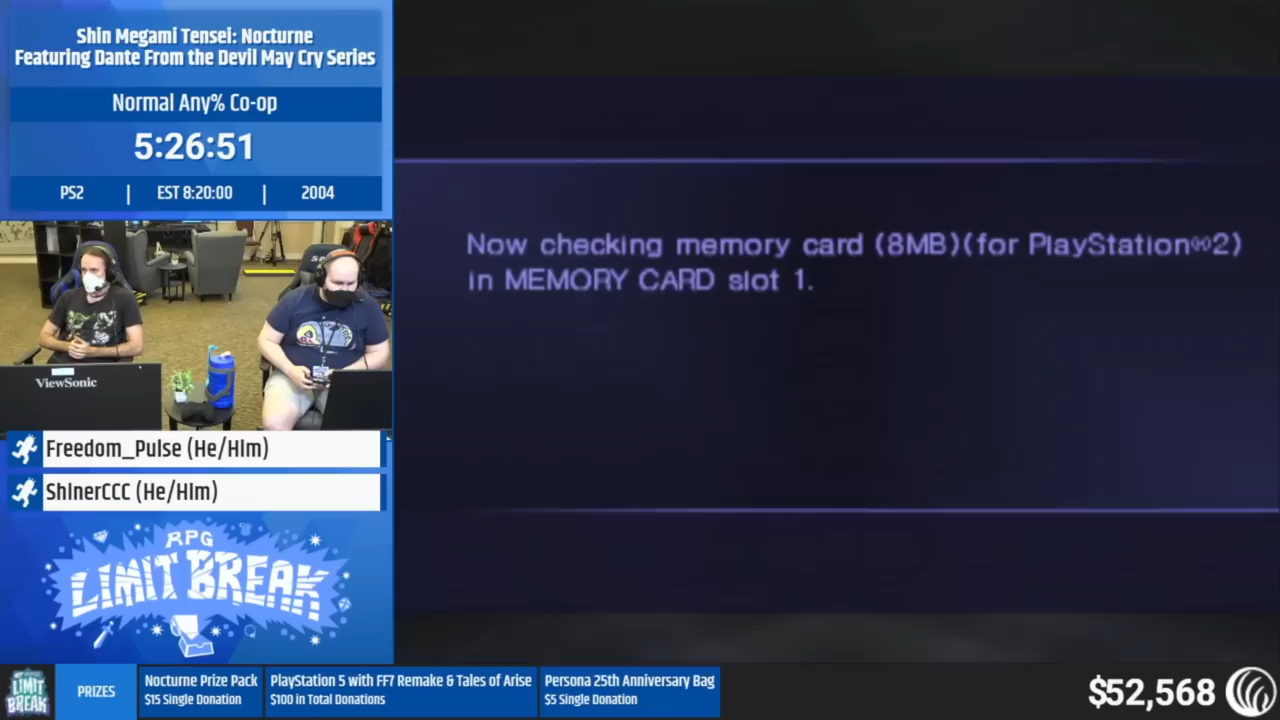 Shin Megami Tensei: Nocturne
Featuring Dante From the Devil May Cry Series
Normal Any% Co-op
5:26:51
PS2 | EST 8:20:00 | 2004
Now checking memory card (8MB)(for PlayStation®2)
in MEMORY CARD slot 1.
ViewSonic
Freedom_Pulse (He/Him)
ShinerCCC (He/Him)
RPG
LIMIT BREAK
LIMIT
BREAK
PRIZES
Nocturne Prize Pack
$15 Single Donation
PlayStation 5 with FF7 Remake & Tales of Arise
$100 in Total Donations
Persona 25th Anniversary Bag
$5 Single Donation
$52,568